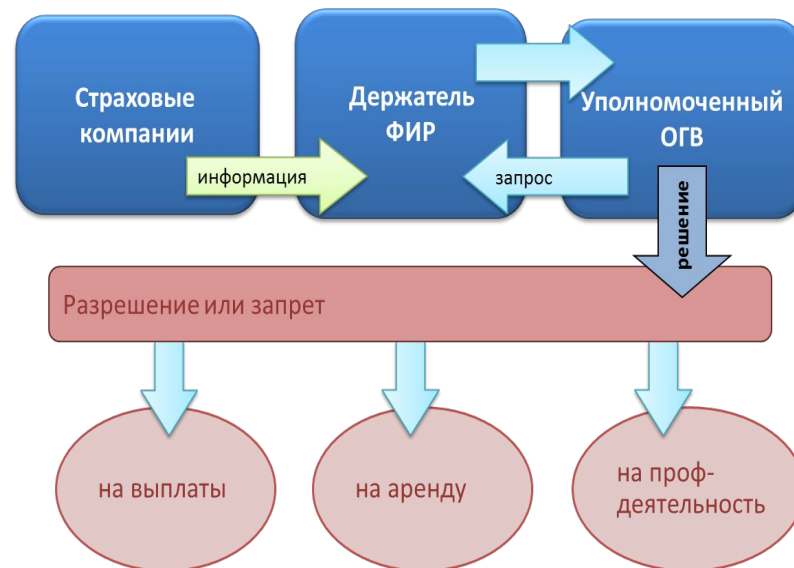 Страховые
компании
Держатель
ФИР
Уполномоченный
ОГВ
информация
запрос
решение
Разрешение или запрет
на выплаты
на аренду
на проф-
деятельность